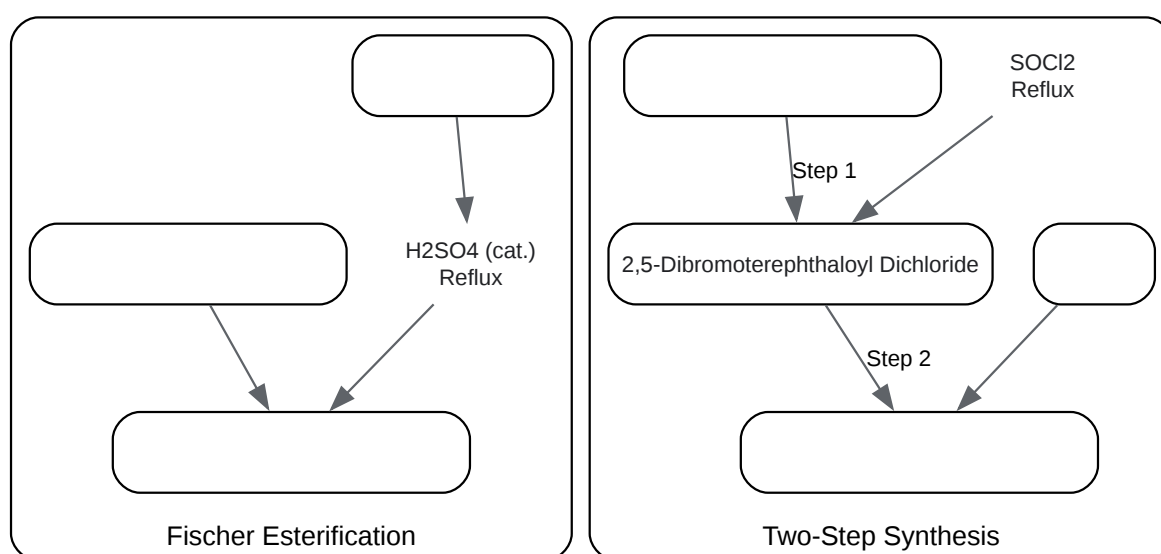 H2SO4 (cat.)
Reflux
Fischer Esterification
SOCl2
Reflux
Step 1
2,5-Dibromoterephthaloyl Dichloride
Step 2
Two-Step Synthesis